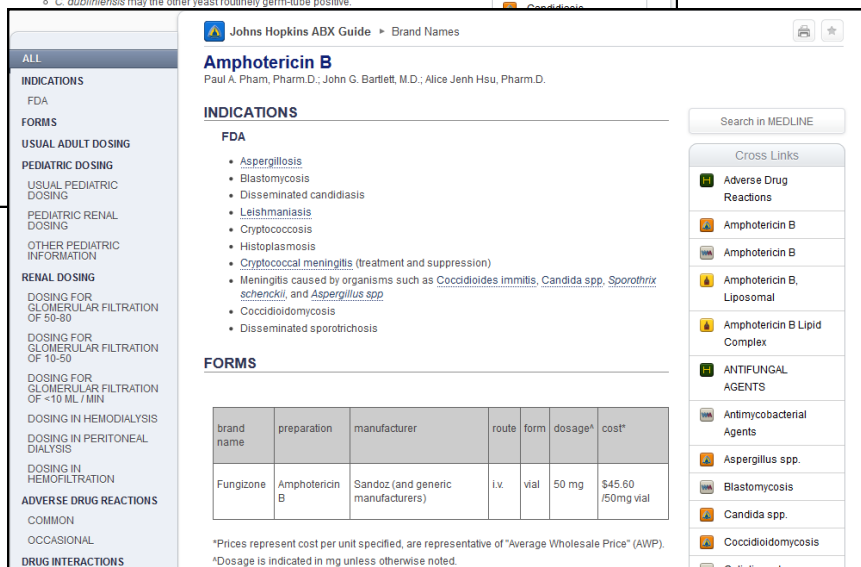 C. dubliniensis may the other yeast routinely germ-tube positive.
Candidiasis
Johns Hopkins ABX Guide ▸ Brand Names
ALL
INDICATIONS
FDA
FORMS
USUAL ADULT DOSING
PEDIATRIC DOSING
USUAL PEDIATRIC
DOSING
PEDIATRIC RENAL
DOSING
OTHER PEDIATRIC
INFORMATION
RENAL DOSING
DOSING FOR
GLOMERULAR FILTRATION
OF 50-80
DOSING FOR
GLOMERULAR FILTRATION
OF 10-50
DOSING FOR
GLOMERULAR FILTRATION
OF <10 ML / MIN
DOSING IN HEMODIALYSIS
DOSING IN PERITONEAL
DIALYSIS
DOSING IN
HEMOFILTRATION
ADVERSE DRUG REACTIONS
COMMON
OCCASIONAL
DRUG INTERACTIONS
Amphotericin B
Paul A. Pham, Pharm.D.; John G. Bartlett, M.D.; Alice Jenh Hsu, Pharm.D.
INDICATIONS
FDA
• Aspergillosis
• Blastomycosis
• Disseminated candidiasis
• Leishmaniasis
• Cryptococcosis
• Histoplasmosis
• Cryptococcal meningitis (treatment and suppression)
• Meningitis caused by organisms such as Coccidioides immitis, Candida spp, Sporothrix
schenckii, and Aspergillus spp
• Coccidioidomycosis
• Disseminated sporotrichosis
FORMS
brand name preparation manufacturer route form dosage^ cost*
Fungizone Amphotericin B Sandoz (and generic manufacturers) i.v. vial 50 mg $45.60 /50mg vial
*Prices represent cost per unit specified, are representative of "Average Wholesale Price" (AWP).
^Dosage is indicated in mg unless otherwise noted.
Search in MEDLINE
Cross Links
Adverse Drug
Reactions
Amphotericin B
Amphotericin B
Amphotericin B,
Liposomal
Amphotericin B Lipid
Complex
ANTIFUNGAL
AGENTS
Antimycobacterial
Agents
Aspergillus spp.
Blastomycosis
Candida spp.
Coccidioidomycosis